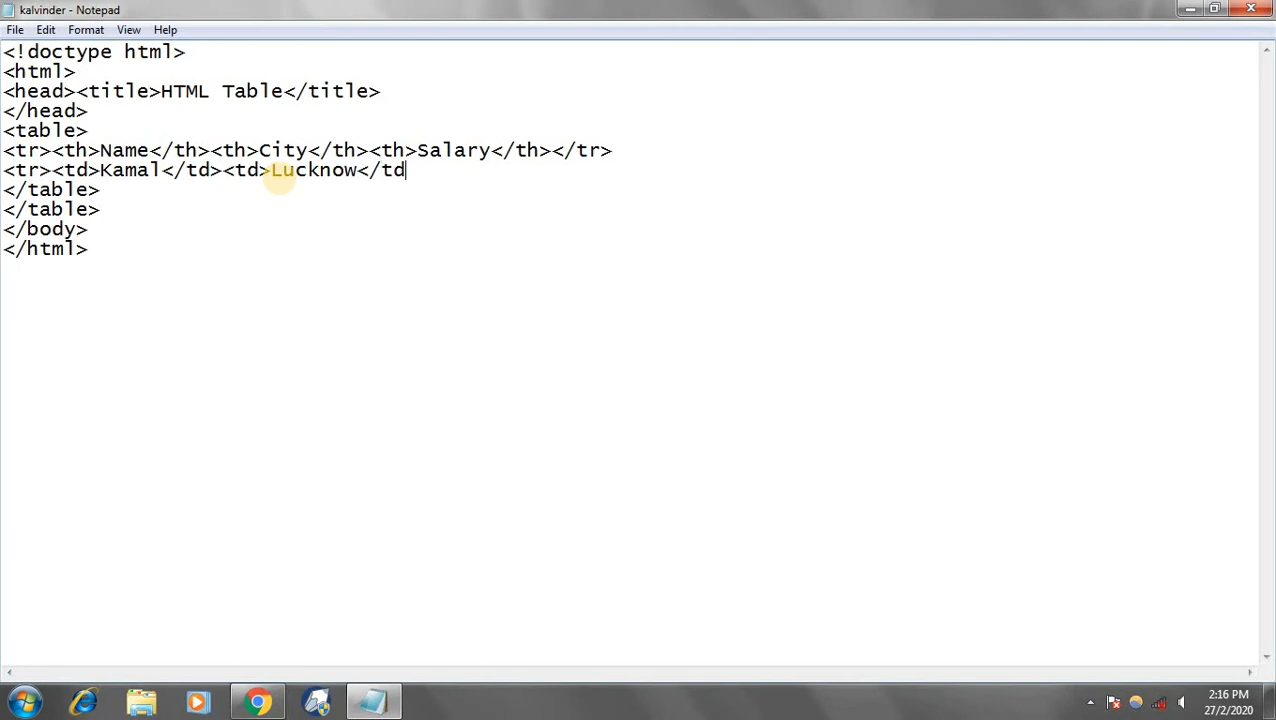 kalvinder - Notepad
File Edit Format View Help
<!doctype html>
<html>
<head><title>HTML Table</title>
</head>
<table>
<tr><th>Name</th><th>City</th><th>Salary</th></tr>
<tr><td>Kamal</td><td>Lucknow</td
</table>
</table>
</body>
</html>
2:16 PM
27/2/2020